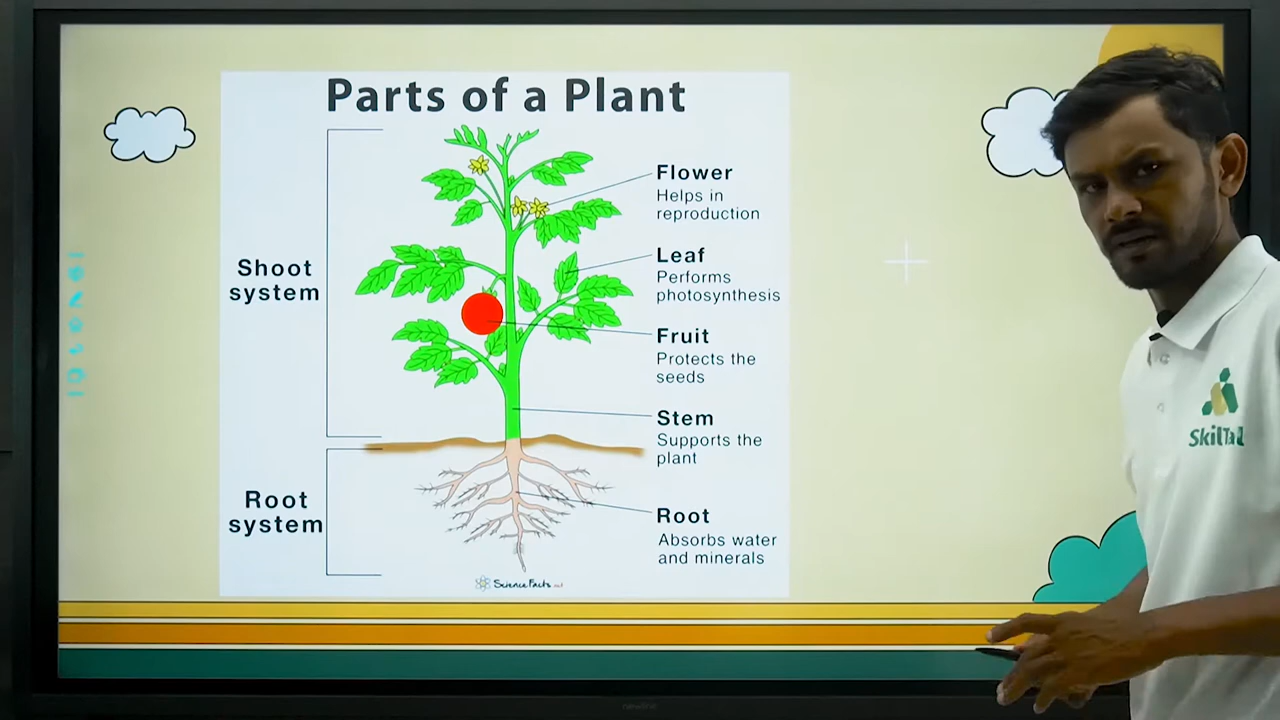 Parts of a Plant
Shoot
system
Flower
Helps in
reproduction
Leaf
Performs
photosynthesis
Fruit
Protects the
seeds
Stem
Supports the
plant
Root
system
Root
Absorbs water
and minerals
ScienceFacts